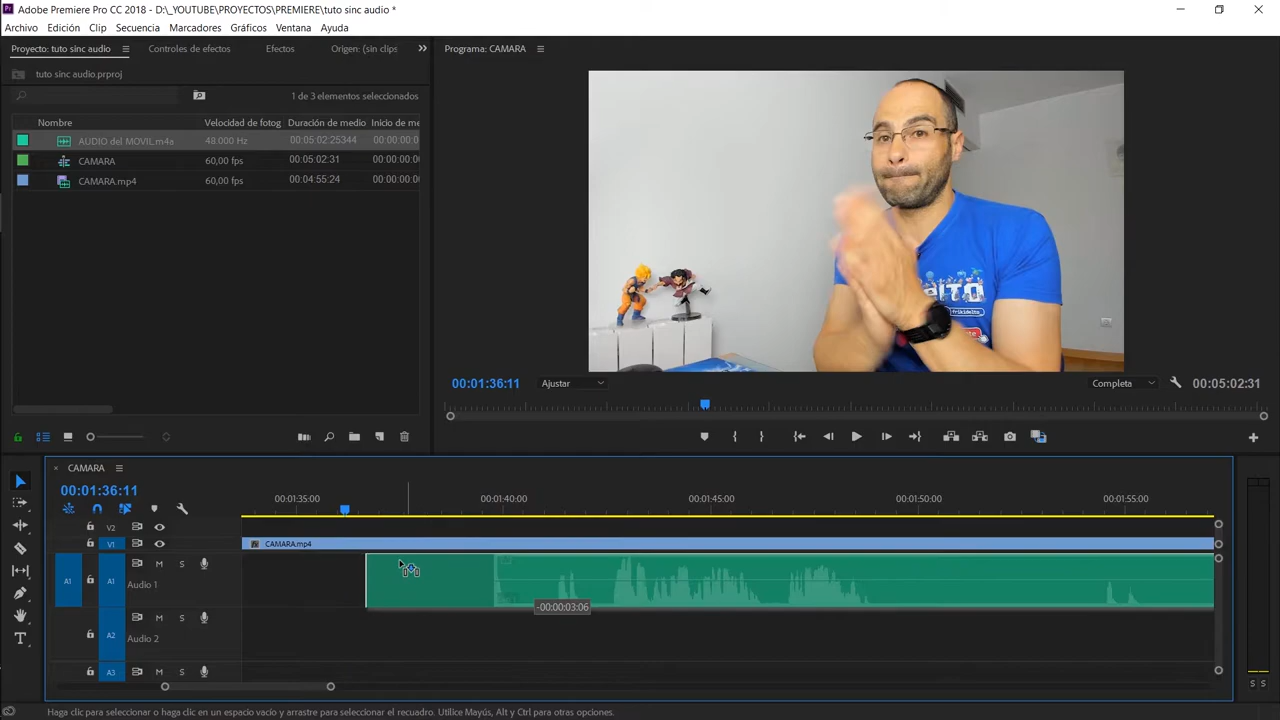 Adobe Premiere Pro CC 2018 - D:\_YOUTUBE\PROYECTOS\PREMIERE\tuto sinc audio *
Archivo Edición Clip Secuencia Marcadores Gráficos Ventana Ayuda
Proyecto: tuto sinc audio Controles de efectos Efectos Origen: (sin clips
Programa: CAMARA
tuto sinc audio.prproj
1 de 3 elementos seleccionados
Nombre Velocidad de fotog Duración de medio Inicio de me
AUDIO del MOVIL.m4a 48.000 Hz 00:05:02:25344 00:00:00:0
CAMARA 60,00 fps 00:05:02:31 00:00:00:0
CAMARA.mp4 60,00 fps 00:04:55:24 00:00:00:0
frikidelta
00:01:36:11 Ajustar Completa 00:05:02:31
CAMARA
00:01:36:11
00:01:35:00 00:01:40:00 00:01:45:00 00:01:50:00 00:01:55:00
V2
V1 CAMARA.mp4
A1 A1 M S
Audio 1
-00:00:03:06
A2 M S
Audio 2
A3 M S
S S
Haga clic para seleccionar o haga clic en un espacio vacío y arrastre para seleccionar el recuadro. Utilice Mayús, Alt y Ctrl para otras opciones.